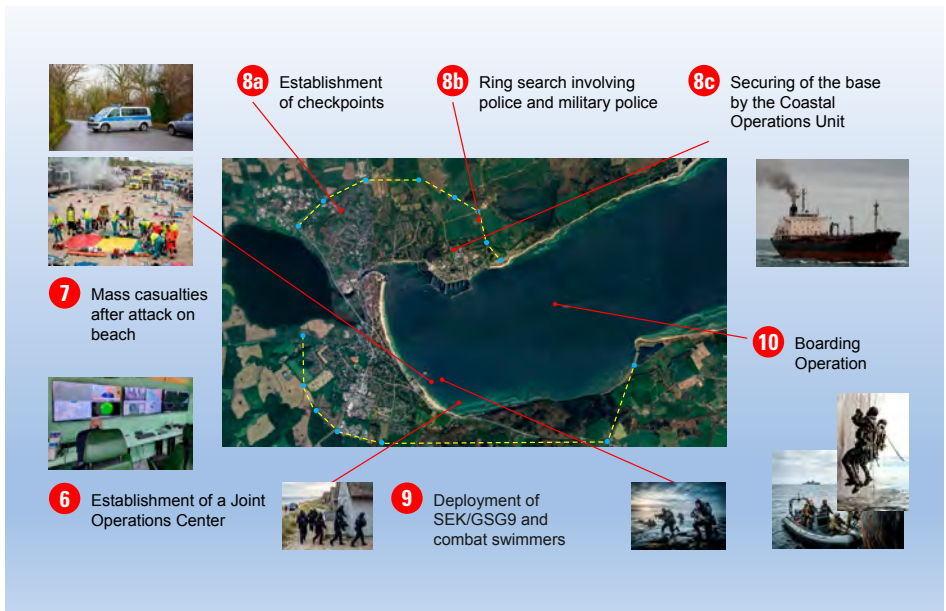 8a Establishment
of checkpoints
8b Ring search involving
police and military police
8c Securing of the base
by the Coastal
Operations Unit
7 Mass casualties
after attack on
beach
10 Boarding
Operation
6 Establishment of a Joint
Operations Center
9 Deployment of
SEK/GSG9 and
combat swimmers